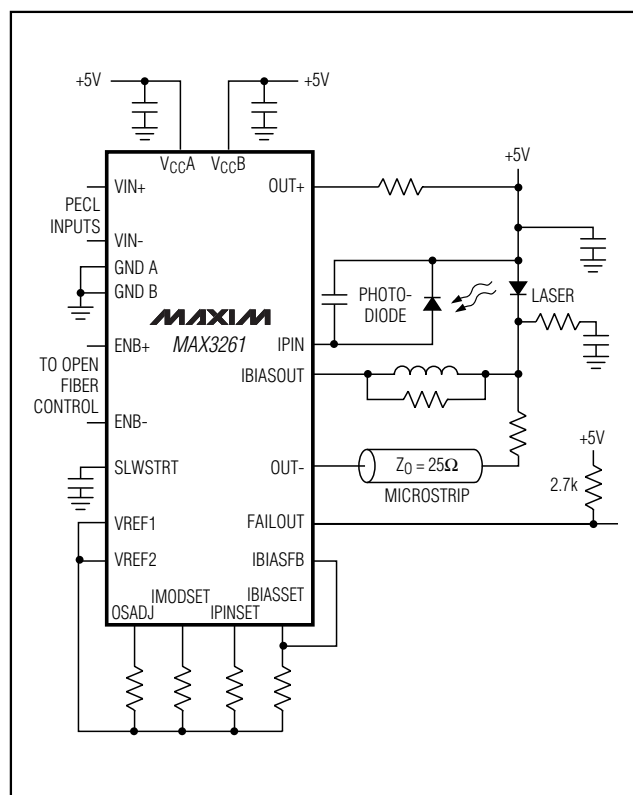 +5V
+5V
VCCA
VCCB
+5V
VIN+
OUT+
PECL
INPUTS
VIN-
GND A
GND B
PHOTO-
DIODE
LASER
MAXIM
MAX3261
ENB+
IPIN
TO OPEN
FIBER
CONTROL
IBIASOUT
ENB-
+5V
SLWSTRT
OUT-
Z0 = 25Ω
MICROSTRIP
2.7k
VREF1
FAILOUT
VREF2
IBIASFB
IMODSET
IBIASSET
OSADJ
IPINSET